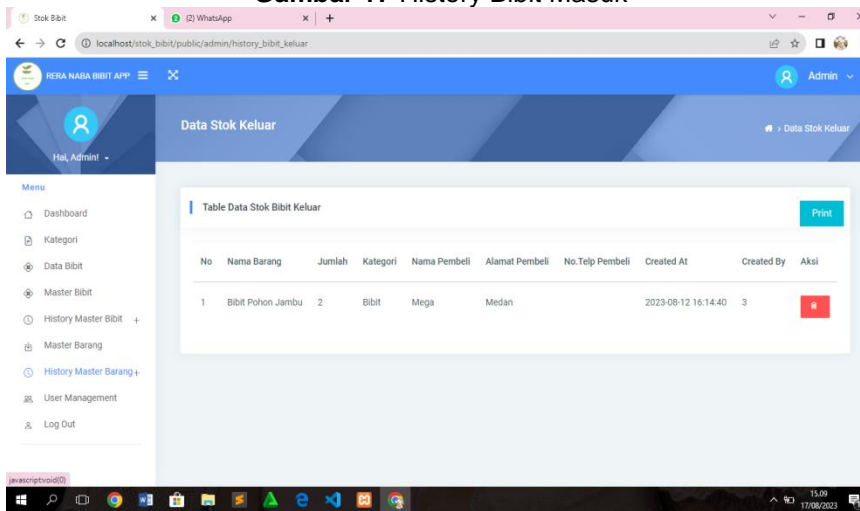 Stok Bibit
(2) WhatsApp
localhost/stok_bibit/public/admin/history_bibit_keluar
RERA NABA BIBIT APP
Admin
Hai, Admin!
Data Stok Keluar
> Data Stok Keluar
Menu
Dashboard
Kategori
Data Bibit
Master Bibit
History Master Bibit +
Master Barang
History Master Barang +
User Management
Log Out
Table Data Stok Bibit Keluar
Print
No Nama Barang Jumlah Kategori Nama Pembeli Alamat Pembeli No.Telp Pembeli Created At Created By Aksi
1 Bibit Pohon Jambu 2 Bibit Mega Medan 2023-08-12 16:14:40 3
javascript:void(0)
15.09
17/08/2023